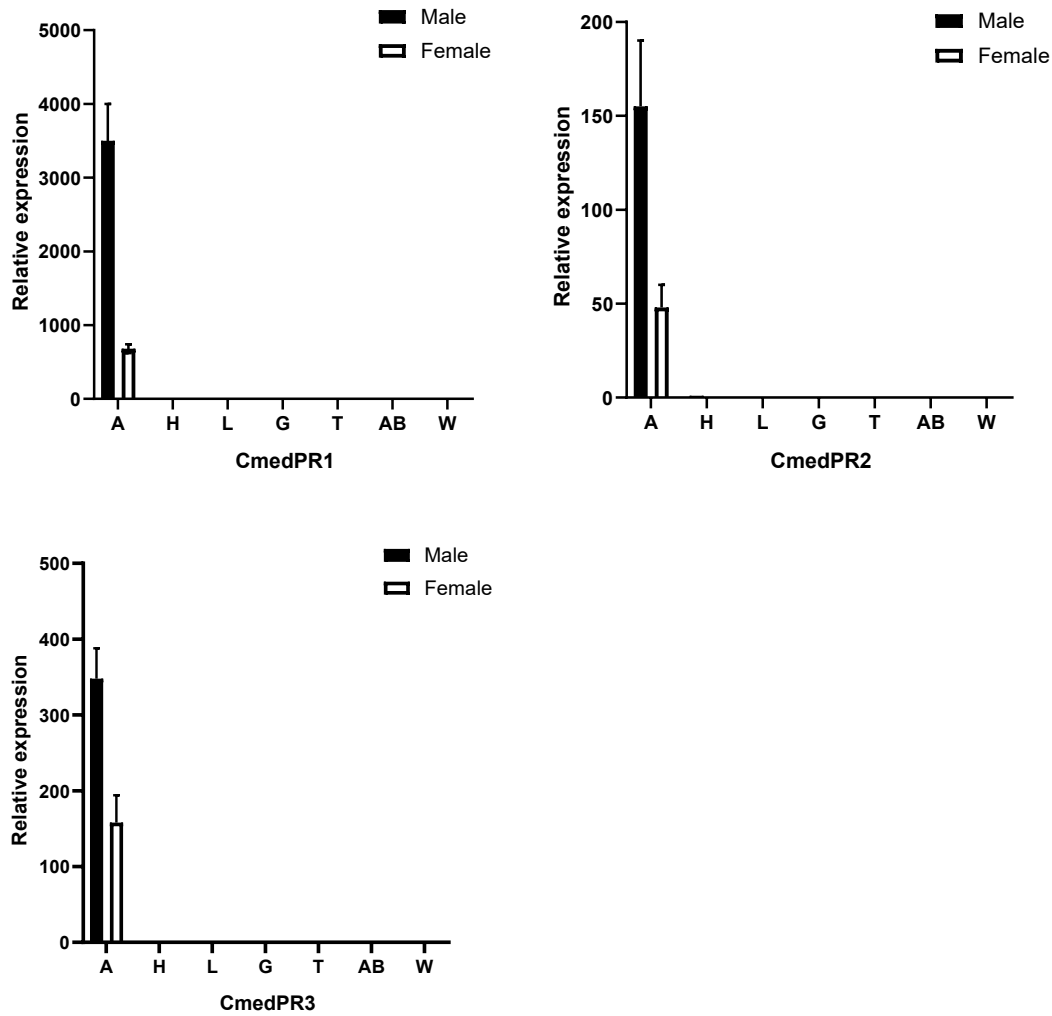 Male
Female
5000
4000
3000
2000
1000
0
Relative expression
A H L G T AB W
CmedPR1
Male
Female
200
150
100
50
0
Relative expression
A H L G T AB W
CmedPR2
Male
Female
500
400
300
200
100
0
Relative expression
A H L G T AB W
CmedPR3